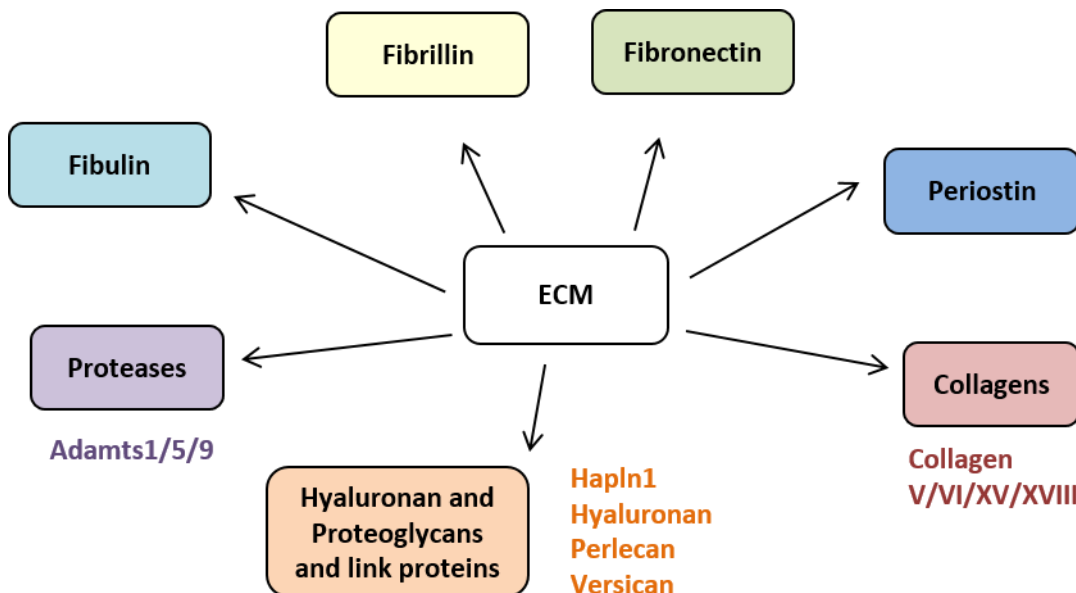 Fibrillin
Fibronectin
Fibulin
Periostin
ECM
Proteases
Collagens
Adamts1/5/9
Collagen
V/VI/XV/XVIII
Hyaluronan and
Proteoglycans
and link proteins
Hapln1
Hyaluronan
Perlecan
Versican